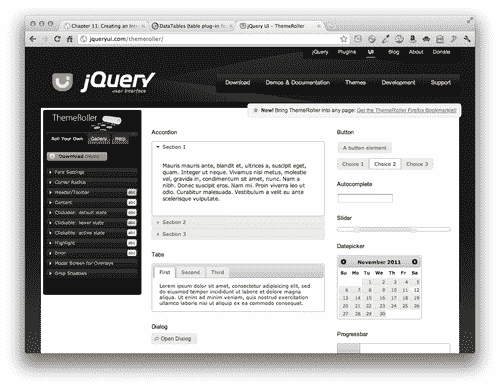 Chapter 11: Creating an Int
DataTables (table plug-in fo
jQuery UI - ThemeRoller
jqueryui.com/themeroller/
jQuery Plugins UI Blog About Donate
jQuery
user interface
Download Demos & Documentation Themes Development Support
New! Bring ThemeRoller into any page: Get the ThemeRoller Firefox Bookmarklet!
ThemeRoller
Roll Your Own Gallery Help
Download theme
Font Settings
Corner Radius
Header/Toolbar abc
Content abc
Clickable: default state abc
Clickable: hover state abc
Clickable: active state abc
Highlight abc
Error abc
Modal Screen for Overlays
Drop Shadows
Accordion
Section 1
Mauris mauris ante, blandit et, ultrices a, suscipit eget,
quam. Integer ut neque. Vivamus nisi metus, molestie
vel, gravida in, condimentum sit amet, nunc. Nam a
nibh. Donec suscipit eros. Nam mi. Proin viverra leo ut
odio. Curabitur malesuada. Vestibulum a velit eu ante
scelerisque vulputate.
Section 2
Section 3
Tabs
First Second Third
Lorem ipsum dolor sit amet, consectetur adipisicing elit,
sed do eiusmod tempor incididunt ut labore et dolore magna
aliqua. Ut enim ad minim veniam, quis nostrud exercitation
ullamco laboris nisi ut aliquip ex ea commodo consequat.
Dialog
Open Dialog
Button
A button element
Choice 1 Choice 2 Choice 3
Autocomplete
Slider
Datepicker
November 2011
Su Mo Tu We Th Fr Sa
1 2 3 4 5
6 7 8 9 10 11 12
13 14 15 16 17 18 19
20 21 22 23 24 25 26
27 28 29 30
Progressbar